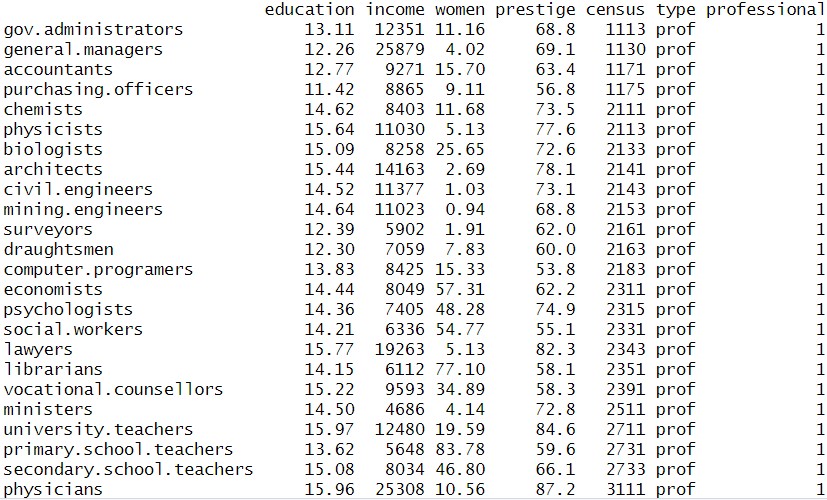 education income women prestige census type professional
gov.administrators 13.11 12351 11.16 68.8 1113 prof 1
general.managers 12.26 25879 4.02 69.1 1130 prof 1
accountants 12.77 9271 15.70 63.4 1171 prof 1
purchasing.officers 11.42 8865 9.11 56.8 1175 prof 1
chemists 14.62 8403 11.68 73.5 2111 prof 1
physicists 15.64 11030 5.13 77.6 2113 prof 1
biologists 15.09 8258 25.65 72.6 2133 prof 1
architects 15.44 14163 2.69 78.1 2141 prof 1
civil.engineers 14.52 11377 1.03 73.1 2143 prof 1
mining.engineers 14.64 11023 0.94 68.8 2153 prof 1
surveyors 12.39 5902 1.91 62.0 2161 prof 1
draughtsmen 12.30 7059 7.83 60.0 2163 prof 1
computer.programers 13.83 8425 15.33 53.8 2183 prof 1
economists 14.44 8049 57.31 62.2 2311 prof 1
psychologists 14.36 7405 48.28 74.9 2315 prof 1
social.workers 14.21 6336 54.77 55.1 2331 prof 1
lawyers 15.77 19263 5.13 82.3 2343 prof 1
librarians 14.15 6112 77.10 58.1 2351 prof 1
vocational.counsellors 15.22 9593 34.89 58.3 2391 prof 1
ministers 14.50 4686 4.14 72.8 2511 prof 1
university.teachers 15.97 12480 19.59 84.6 2711 prof 1
primary.school.teachers 13.62 5648 83.78 59.6 2731 prof 1
secondary.school.teachers 15.08 8034 46.80 66.1 2733 prof 1
physicians 15.96 25308 10.56 87.2 3111 prof 1